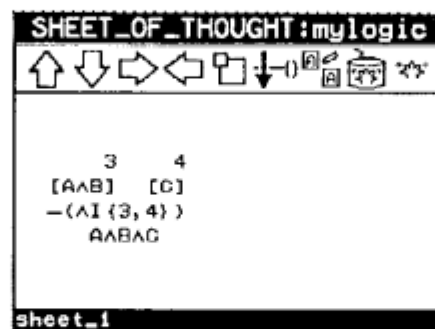 SHEET_OF_THOUGHT:mylogic
3 4
[A∧B] [C]
—(∧I{3,4})
A∧B∧C
sheet_1